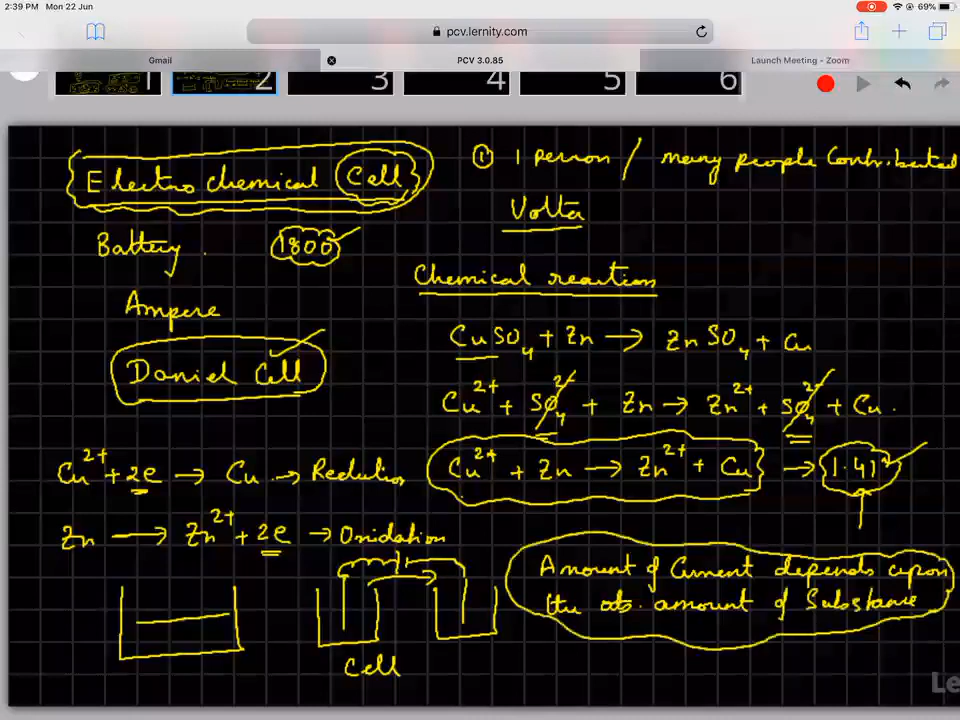 2:39 PM Mon 22 Jun 69%
pcv.lernity.com
Gmail PCV 3.0.85 Launch Meeting - Zoom
1 2 3 4 5 6
Electro chemical Cell
① 1 person / many people contributed
Volta
Battery . 1800
Chemical reaction
Ampere
CuSO4 + Zn → ZnSO4 + Cu
Daniel Cell
Cu2+ + SO42- + Zn → Zn2+ + SO42- + Cu.
Cu2+ + 2e → Cu → Reduction
Cu2+ + Zn → Zn2+ + Cu →
Zn → Zn2+ + 2e → Oxidation
Amount of Current depends upon
the amount of Substance
Cell
Le